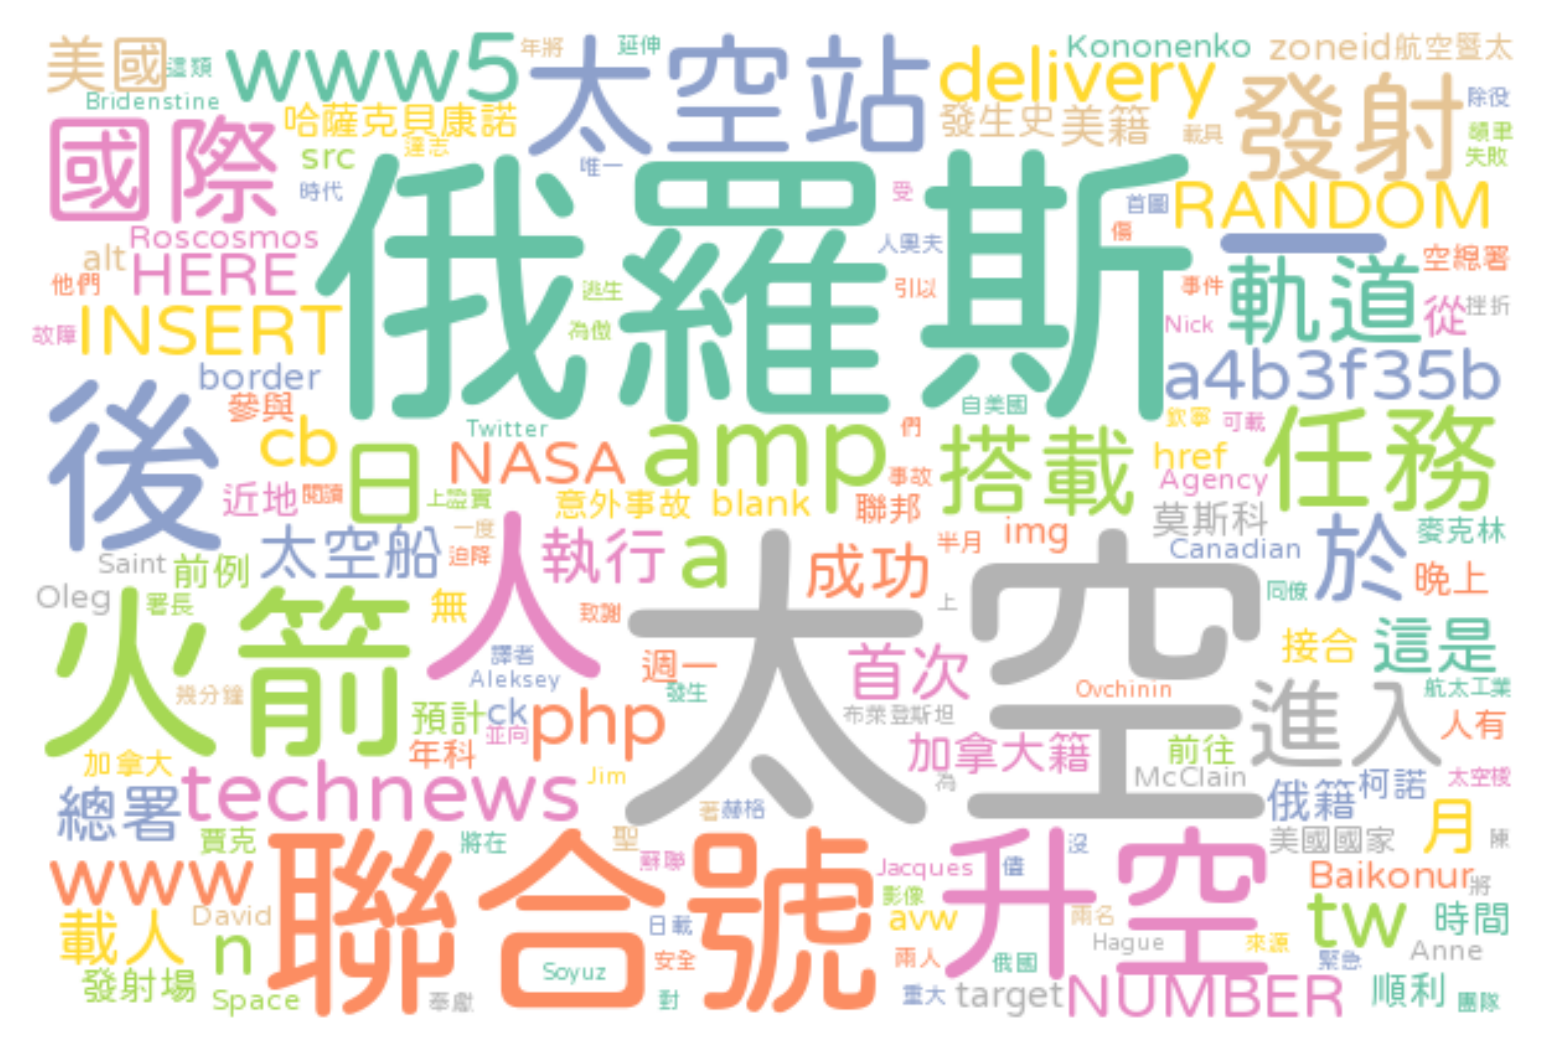 美國
這類
www5
年將
延伸
太空站
Kononenko
zoneid
航空暨太
delivery
Bridenstine
哈薩克貝康諾
發生史
美籍
載具
發射
除役
頒聿
失敗
國際
src
遑志
唯一
時代
受
首圖
RANDOM
俄羅斯
Roscosmos
alt
HERE
他們
人奧夫
傷
一
空總署
逃生
引以
事件
軌道
從
挫折
故障
INSERT
為傲
Nick
border
a4b3f35b
後
參與
自美國
欽寧
可載
任務
cb
日
Twitter
NASA
amp
們
搭載
href
近地
閱讀
上證實
意外事故
blank
事故
聯邦
Agency
莫斯科
於
麥克林
一度
半月
img
Saint
前例
太空船
迫降
人
執行
a
成功
Canadian
晚上
Oleg
署長
無
致謝
太空
上
同僚
火箭
譯者
週一
首次
接合
這是
Aleksey
發生
Ovchinin
幾分鐘
預計
ck
php
布萊登斯坦
進入
航太工業
並向
年科
加拿大籍
前往
人有
加拿大
technews
Jim
為
McClain
太空梭
總署
著
赫格
俄籍
柯諾
月
賈克
將在
聖
蘇聯
升空
沒
美國國家
陳
www
聯合號
Jacques
儘
Baikonur
將
載人
David
n
影像
avw
兩名
tw
時間
日載
Hague
來源
Anne
發射場
Space
Soyuz
安全
兩人
俄國
緊急
奉獻
對
重大
target
NUMBER
順利
團隊